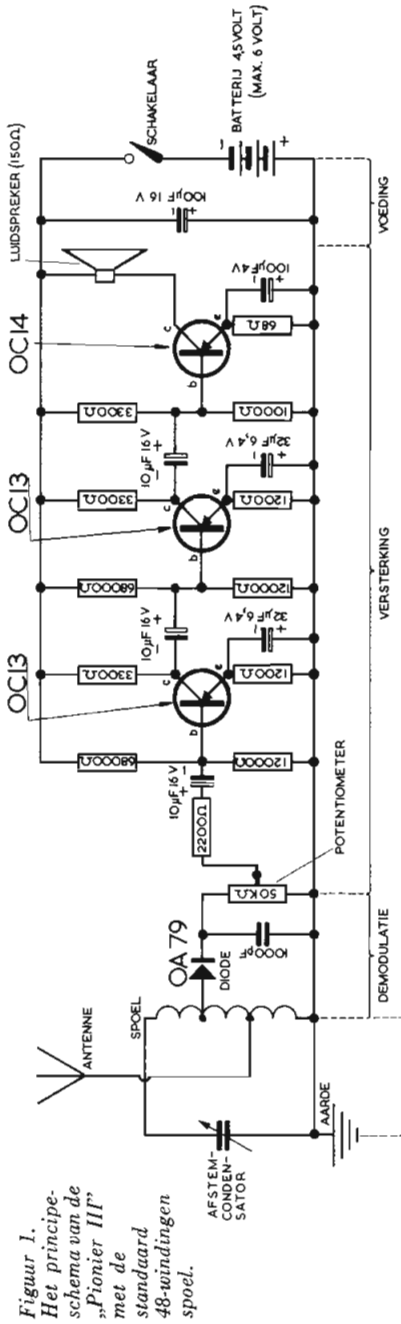 Figuur 1.
Het principe-
schema van de
„Pionier III”
met de
standaard
48-windingen
spoel.
ANTENNE
AFSTEM-
CONDEN-
SATOR
AARDE
SPOEL
OA 79
DIODE
1000pF
50KΩ
POTENTIOMETER
DEMODULATIE
2200Ω
10µF 16V
+ −
68000Ω
12000Ω
OC13
b
c
e
3300Ω
1200Ω
32µF 6,4V
− +
10µF 16V
− +
68000Ω
12000Ω
OC13
b
c
e
3300Ω
1200Ω
32µF 6,4V
− +
10µF 16V
− +
3300Ω
1000Ω
OC14
b
c
e
68Ω
100µF 4V
− +
LUIDSPREKER (150Ω)
100µF 16V
− +
SCHAKELAAR
BATTERIJ 4,5VOLT
(MAX. 6 VOLT)
− +
VERSTERKING
VOEDING